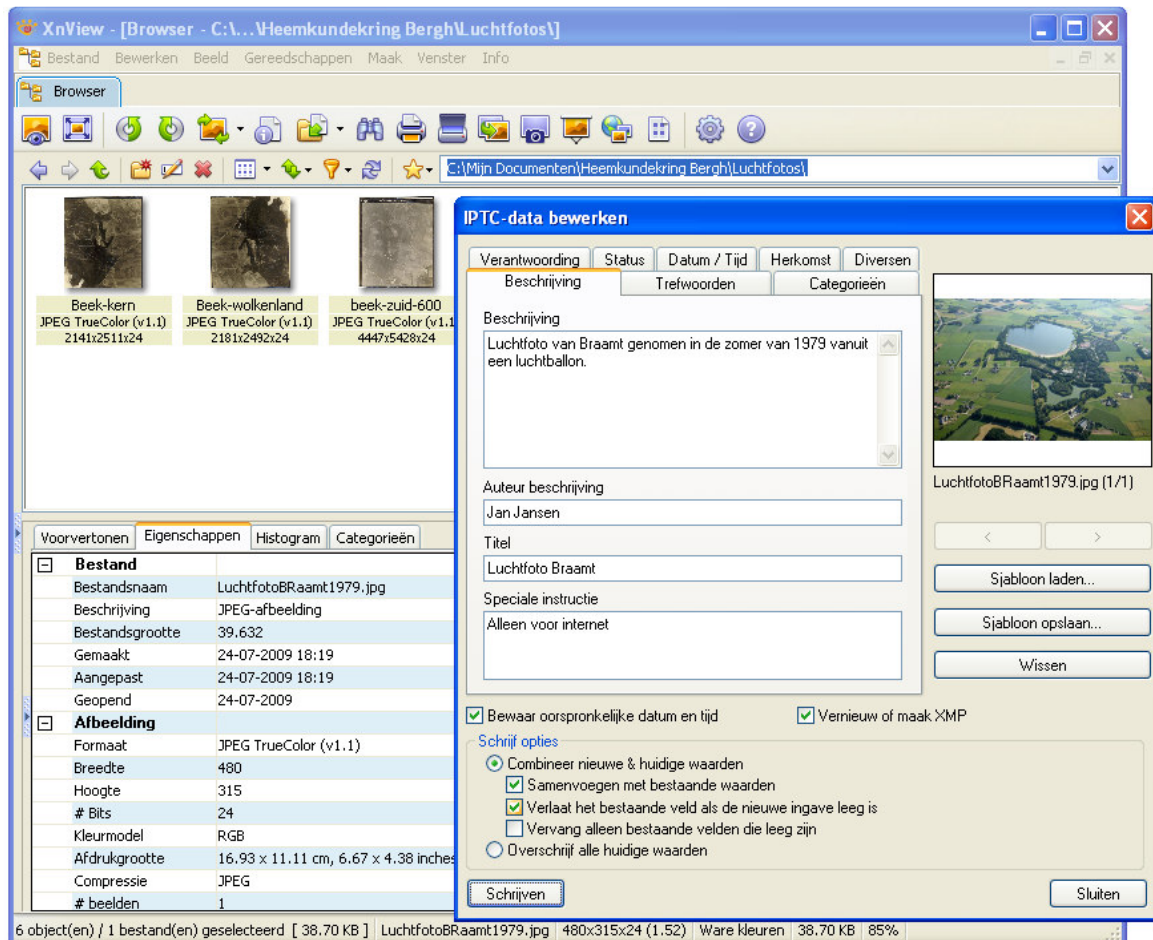 XnView - [Browser - C:\...\Heemkundekring Bergh\Luchtfotos\]
Bestand Bewerken Beeld Gereedschappen Maak Venster Info
Browser
C:\Mijn Documenten\Heemkundekring Bergh\Luchtfotos\
Beek-kern
JPEG TrueColor (v1.1)
2141x2511x24
Beek-wolkenland
JPEG TrueColor (v1.1)
2181x2492x24
beek-zuid-600
JPEG TrueColor (v1.1
4447x5428x24
IPTC-data bewerken
Verantwoording Status Datum / Tijd Herkomst Diversen
Beschrijving Trefwoorden Categorieën
Beschrijving
Luchtfoto van Braamt genomen in de zomer van 1979 vanuit
een luchtballon.
Auteur beschrijving
Jan Jansen
Titel
Luchtfoto Braamt
Speciale instructie
Alleen voor internet
LuchtfotoBRaamt1979.jpg (1/1)
< >
Sjabloon laden...
Sjabloon opslaan...
Wissen
Bewaar oorspronkelijke datum en tijd Vernieuw of maak XMP
Schrijf opties
Combineer nieuwe & huidige waarden
Samenvoegen met bestaande waarden
Verlaat het bestaande veld als de nieuwe ingave leeg is
Vervang alleen bestaande velden die leeg zijn
Overschrijf alle huidige waarden
Schrijven Sluiten
Voorvertonen Eigenschappen Histogram Categorieën
Bestand
Bestandsnaam LuchtfotoBRaamt1979.jpg
Beschrijving JPEG-afbeelding
Bestandsgrootte 39.632
Gemaakt 24-07-2009 18:19
Aangepast 24-07-2009 18:19
Geopend 24-07-2009
Afbeelding
Formaat JPEG TrueColor (v1.1)
Breedte 480
Hoogte 315
# Bits 24
Kleurmodel RGB
Afdrukgrootte 16.93 x 11.11 cm, 6.67 x 4.38 inches
Compressie JPEG
# beelden 1
6 object(en) / 1 bestand(en) geselecteerd [ 38.70 KB ] LuchtfotoBRaamt1979.jpg 480x315x24 (1.52) Ware kleuren 38.70 KB 85%